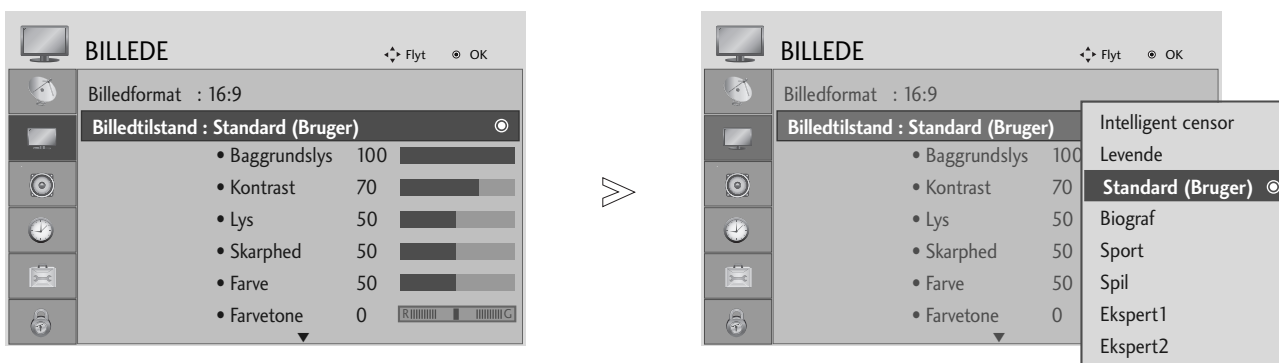 BILLEDE Flyt OK
Billedformat : 16:9
Billedtilstand : Standard (Bruger)
• Baggrundslys 100
• Kontrast 70
• Lys 50
• Skarphed 50
• Farve 50
• Farvetone 0 R G
BILLEDE Flyt OK
Billedformat : 16:9
Billedtilstand : Standard (Bruger)
• Baggrundslys 100
• Kontrast 70
• Lys 50
• Skarphed 50
• Farve 50
• Farvetone 0
Intelligent censor
Levende
Standard (Bruger)
Biograf
Sport
Spil
Ekspert1
Ekspert2